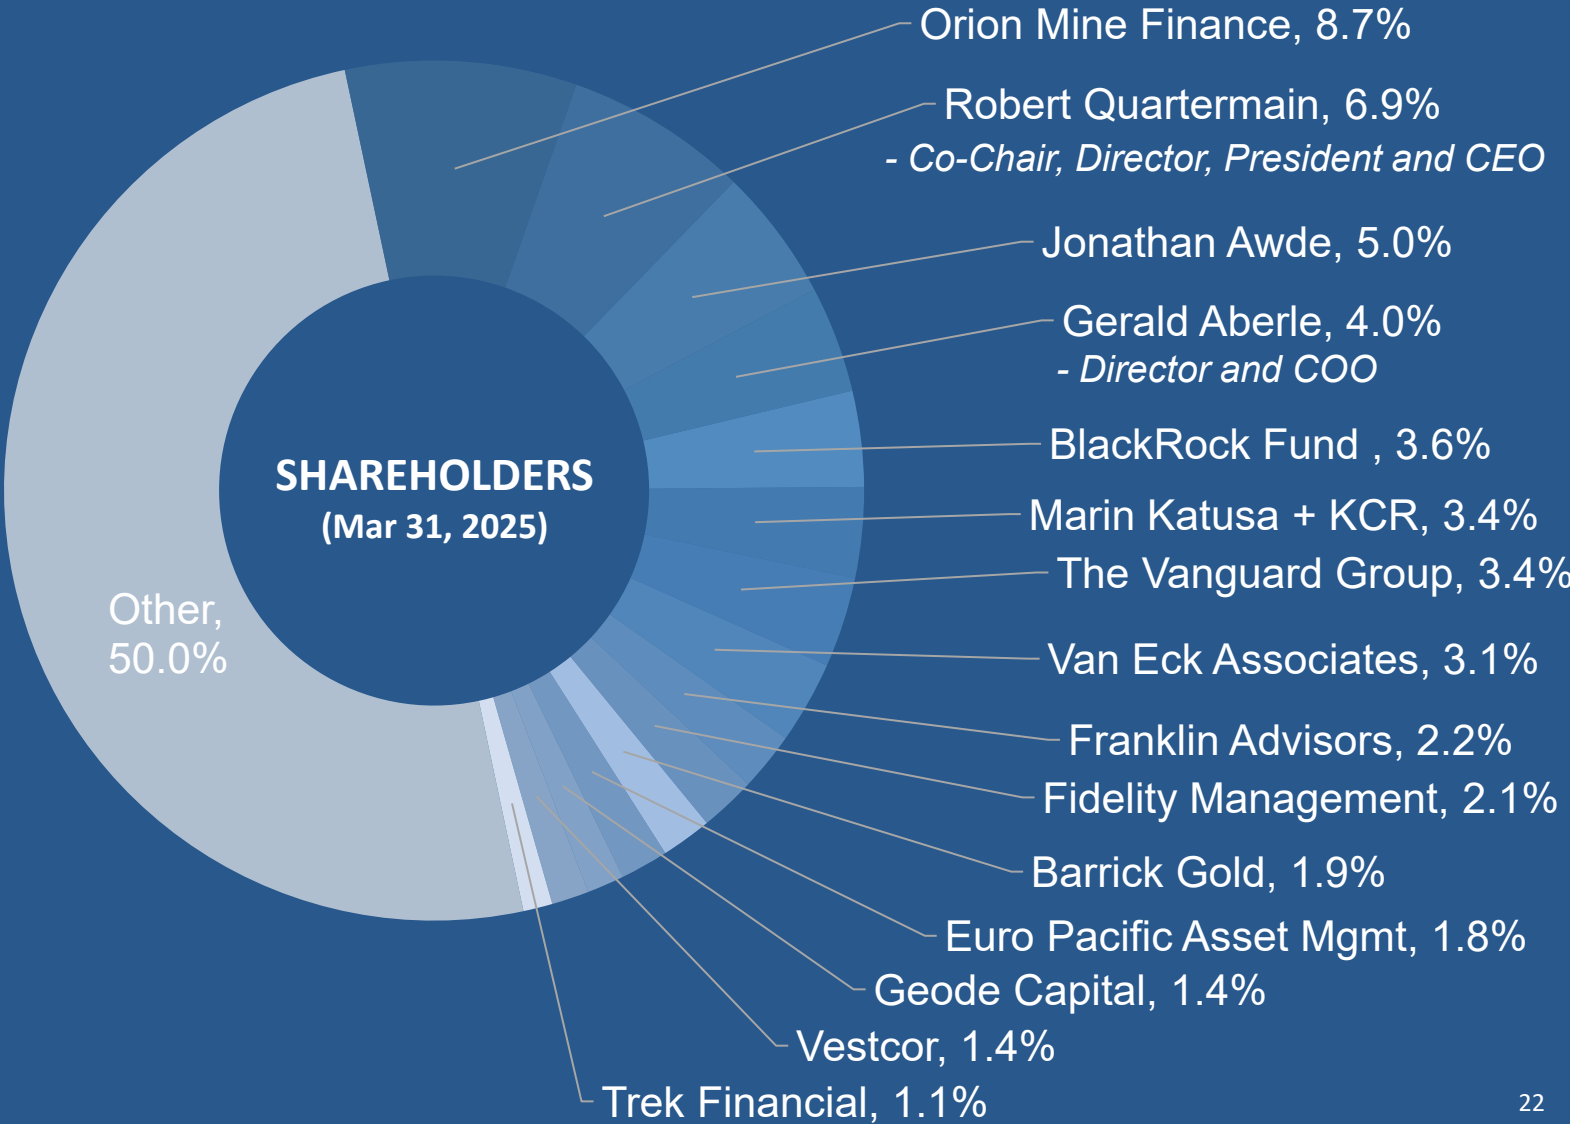 Orion Mine Finance, 8.7%
Robert Quartermain, 6.9%
- Co-Chair, Director, President and CEO
Jonathan Awde, 5.0%
Gerald Aberle, 4.0%
- Director and COO
BlackRock Fund , 3.6%
Marin Katusa + KCR, 3.4%
The Vanguard Group, 3.4%
Van Eck Associates, 3.1%
Franklin Advisors, 2.2%
Fidelity Management, 2.1%
Barrick Gold, 1.9%
Euro Pacific Asset Mgmt, 1.8%
Geode Capital, 1.4%
Vestcor, 1.4%
Trek Financial, 1.1%
Other,
50.0%
SHAREHOLDERS
(Mar 31, 2025)
22